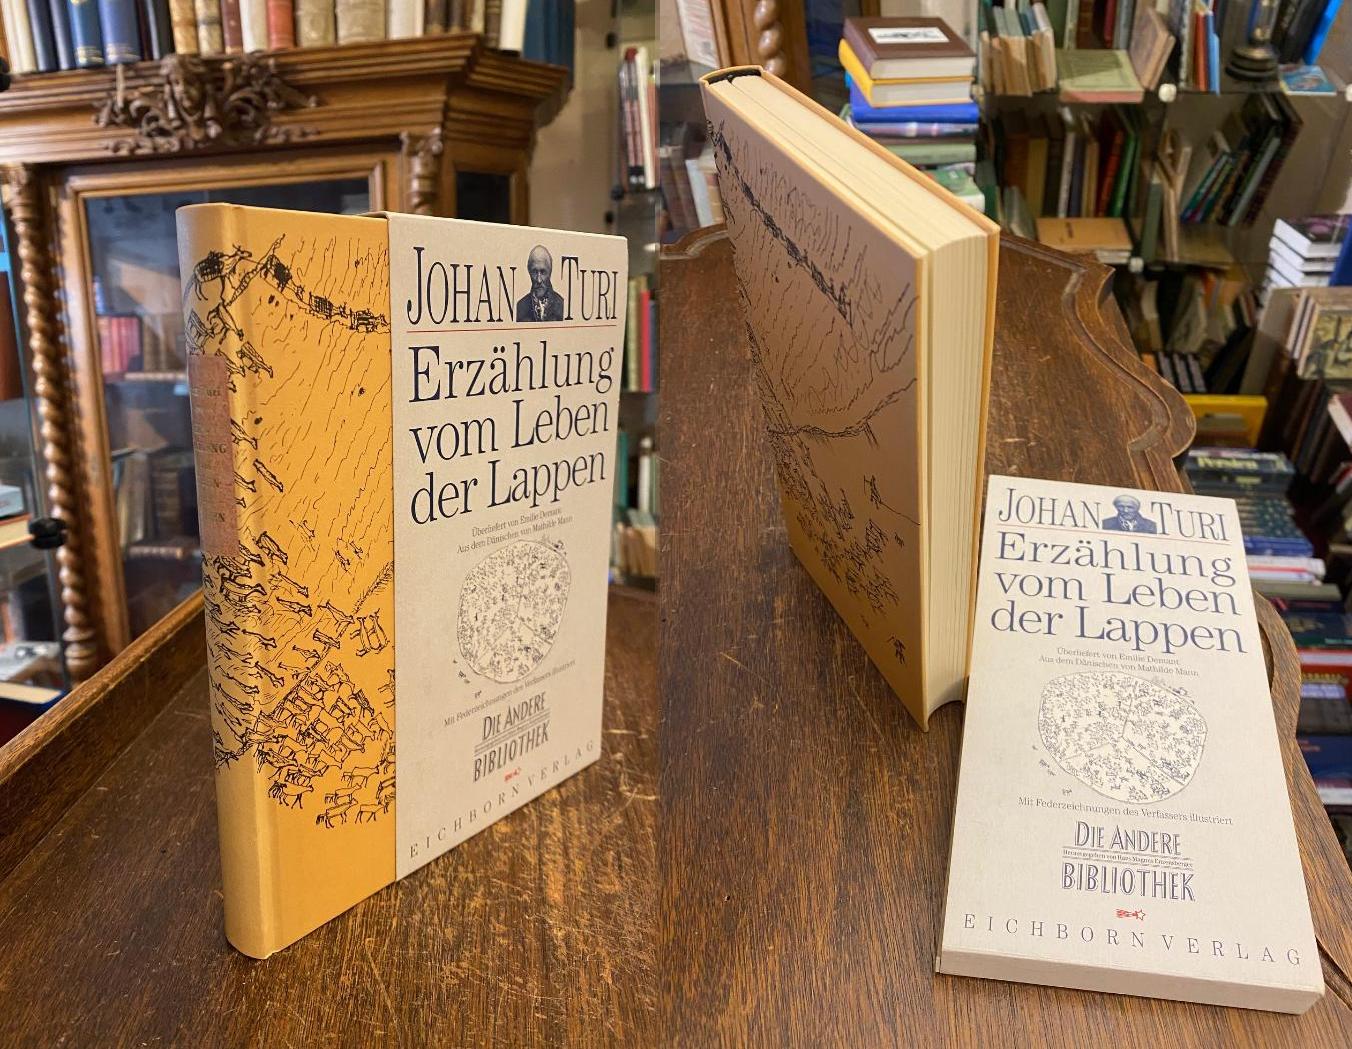 JOHAN TURI
Erzählung
vom Leben
der Lappen
Überliefert von Emilie Demant
Aus dem Dänischen von Mathilde Mann
Mit Federzeichnungen des Verfassers illustriert
DIE ANDERE
BIBLIOTHEK
EICHBORN VERLAG
JOHAN TURI
Erzählung
vom Leben
der Lappen
Überliefert von Emilie Demant
Aus dem Dänischen von Mathilde Mann
Mit Federzeichnungen des Verfassers illustriert
DIE ANDERE
Herausgegeben von Hans Magnus Enzensberger
BIBLIOTHEK
EICHBORN VERLAG